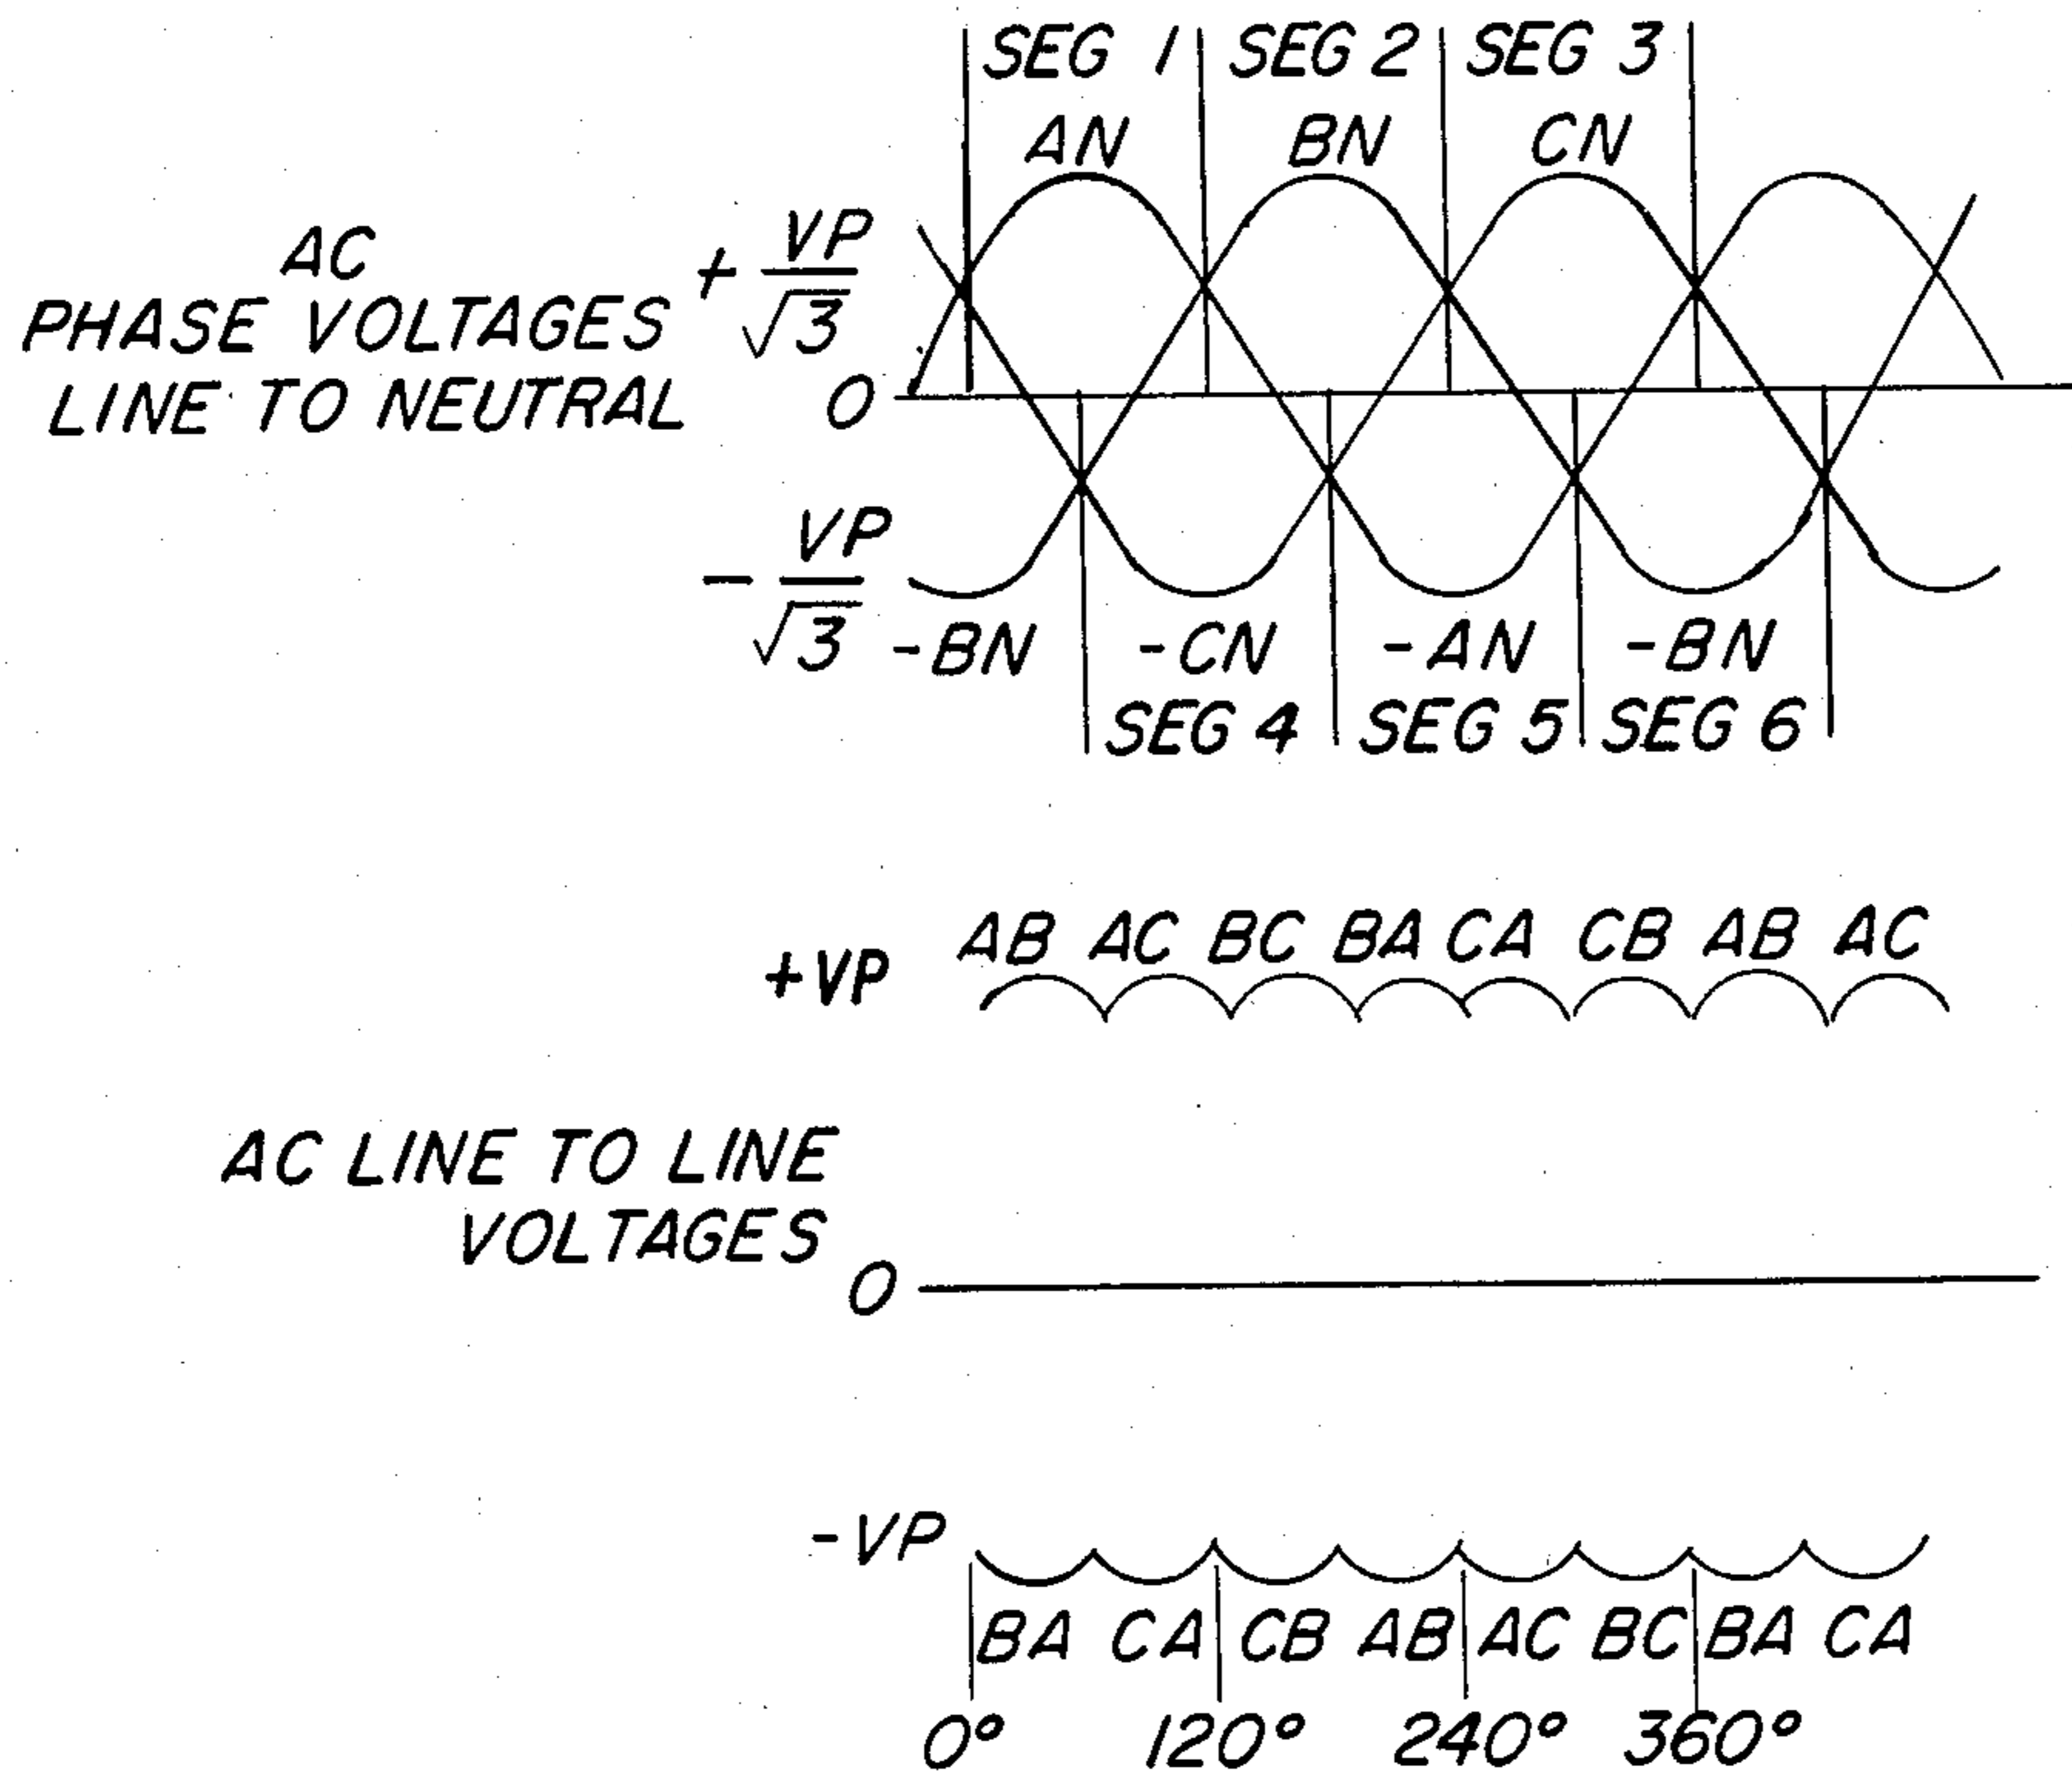 SEG 1 SEG 2 SEG 3
AN BN CN
AC
PHASE VOLTAGES
LINE TO NEUTRAL
+ VP
√3
0
- VP
√3
-BN -CN -AN -BN
SEG 4 SEG 5 SEG 6
AB AC BC BA CA CB AB AC
+VP
AC LINE TO LINE
VOLTAGES
0
-VP
BA CA CB AB AC BC BA CA
0° 120° 240° 360°